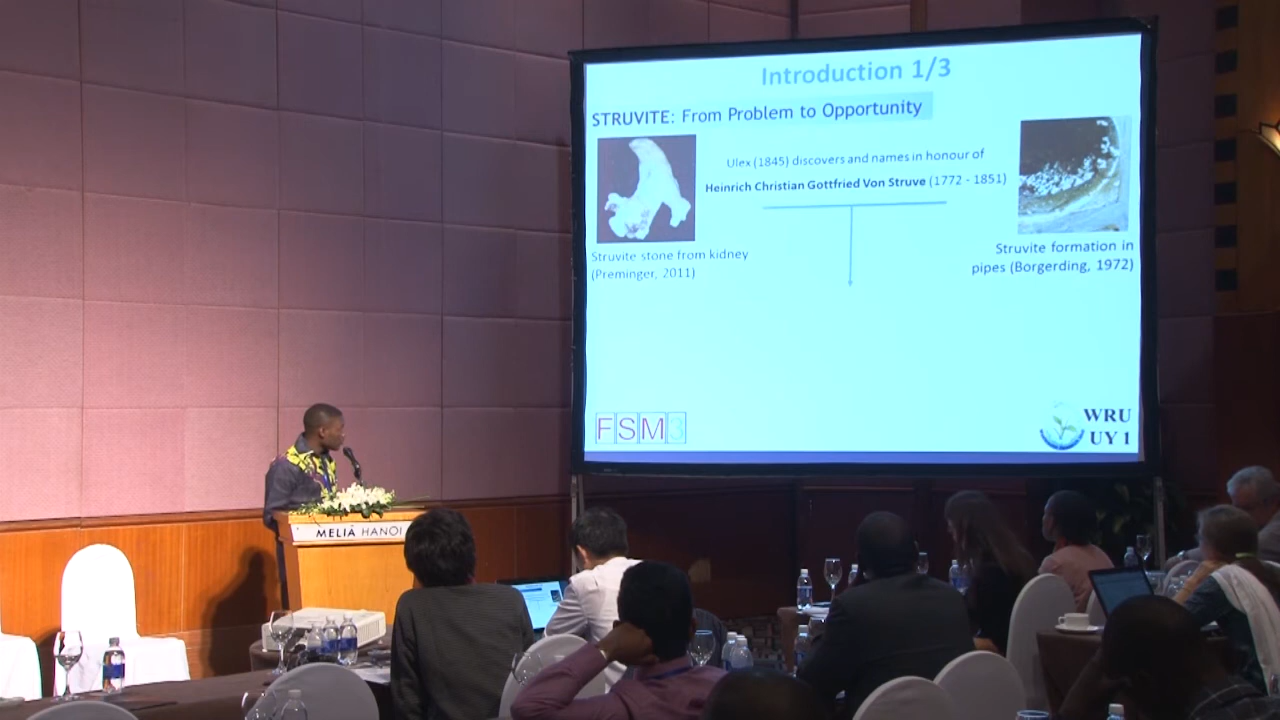 Introduction 1/3
STRUVITE: From Problem to Opportunity
Ulex (1845) discovers and names in honour of
Heinrich Christian Gottfried Von Struve (1772 - 1851)
Struvite stone from kidney
(Preminger, 2011)
Struvite formation in
pipes (Borgerding, 1972)
FSM3
WRU
UY 1
MELIÃ HANOI